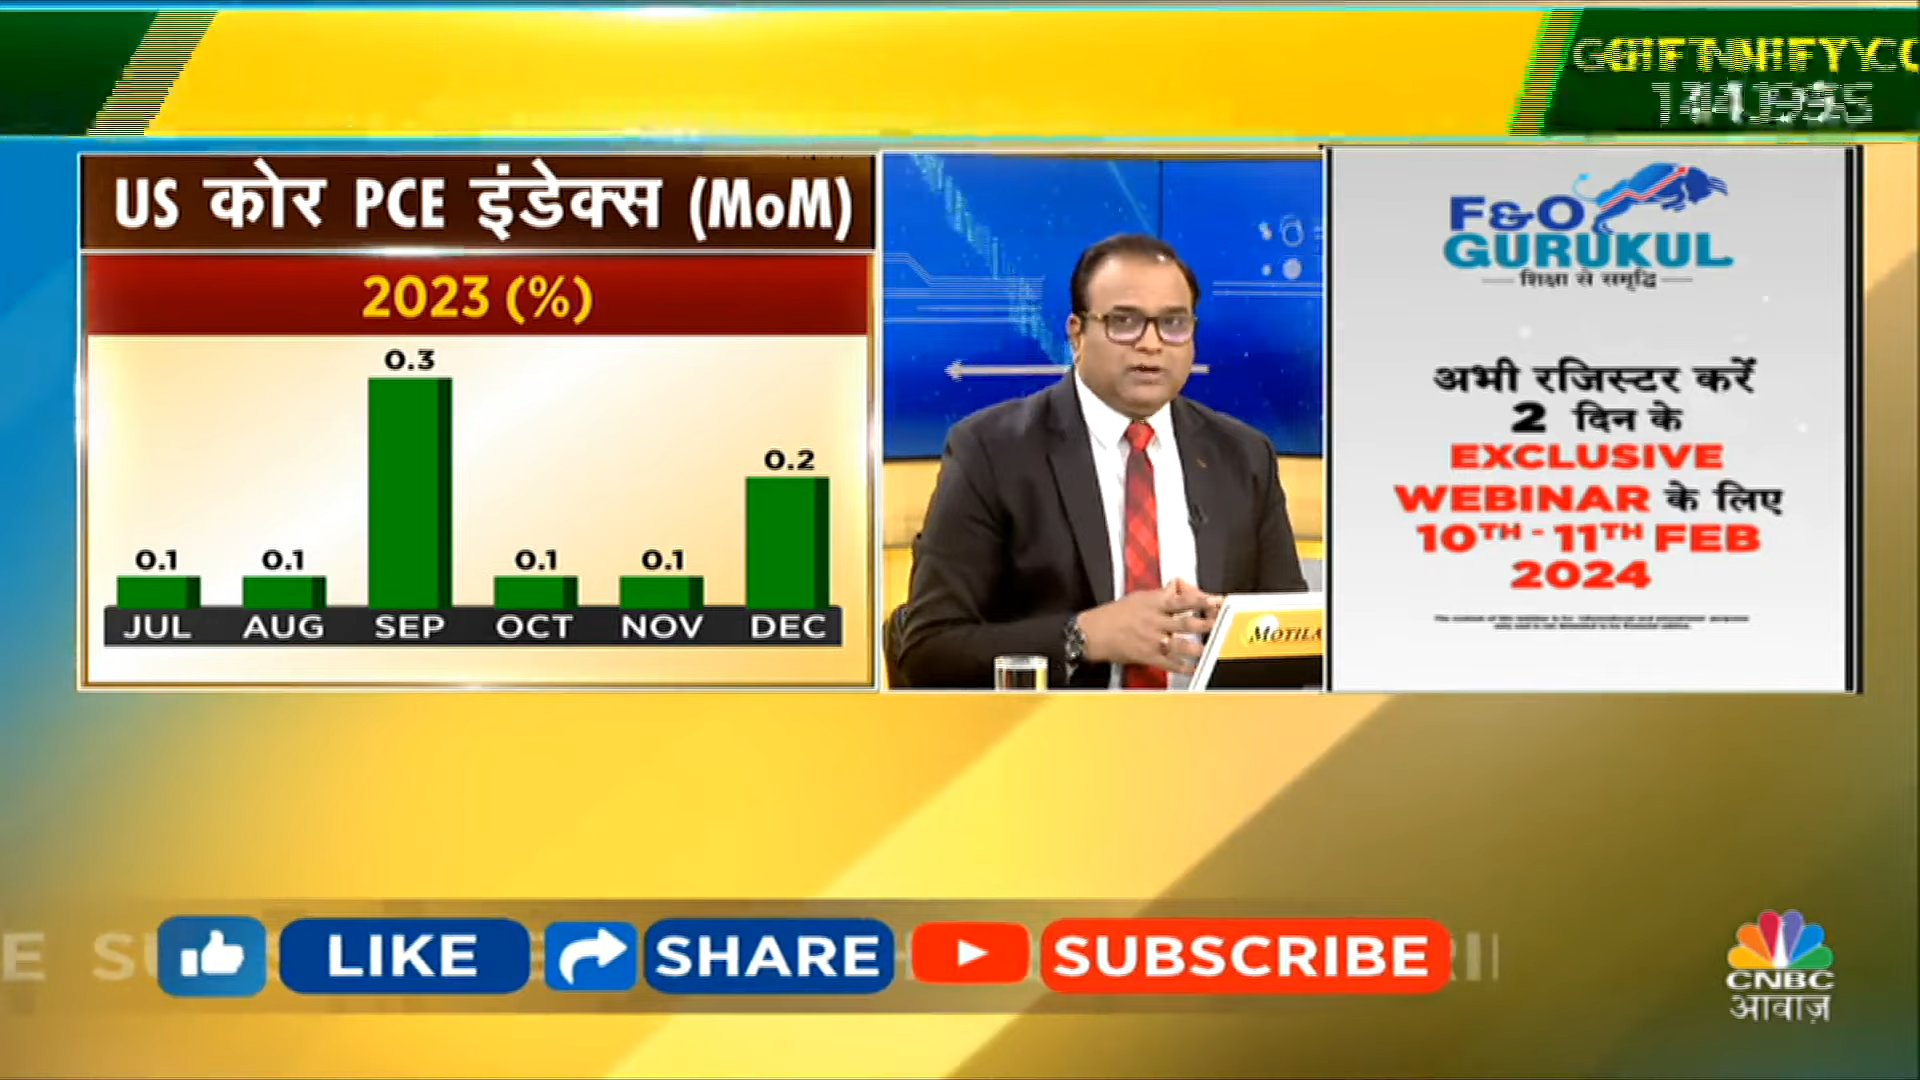 US कोर PCE इंडेक्स (MoM)
2023 (%)
0.3
0.2
0.1
0.1
0.1
0.1
JUL AUG SEP OCT NOV DEC
MOTILA
F&O
GURUKUL
शिक्षा से समृद्धि
अभी रजिस्टर करें
2 दिन के
EXCLUSIVE
WEBINAR के लिए
10TH - 11TH FEB
2024
LIKE SHARE SUBSCRIBE
CNBC
आवाज़